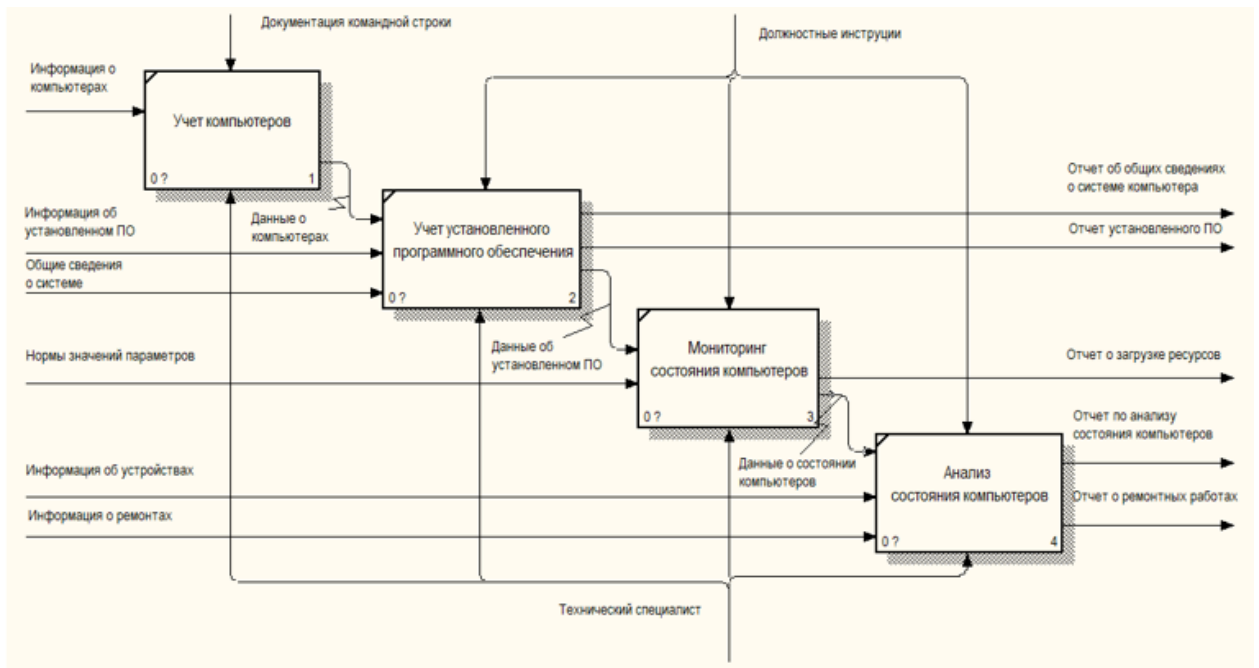 Документация командной строки
Должностные инструции
Информация о
компьютерах
Учет компьютеров
0 ?
1
Данные о
компьютерах
Информация об
установленном ПО
Общие сведения
о системе
Учет установленного
программного обеспечения
0 ?
2
Отчет об общих сведениях
о системе компьютера
Отчет установленного ПО
Данные об
установленном ПО
Нормы значений параметров
Мониторинг
состояния компьютеров
0 ?
3
Отчет о загрузке ресурсов
Данные о состоянии
компьютеров
Информация об устройствах
Информация о ремонтах
Анализ
состояния компьютеров
0 ?
4
Отчет по анализу
состояния компьютеров
Отчет о ремонтных работах
Технический специалист